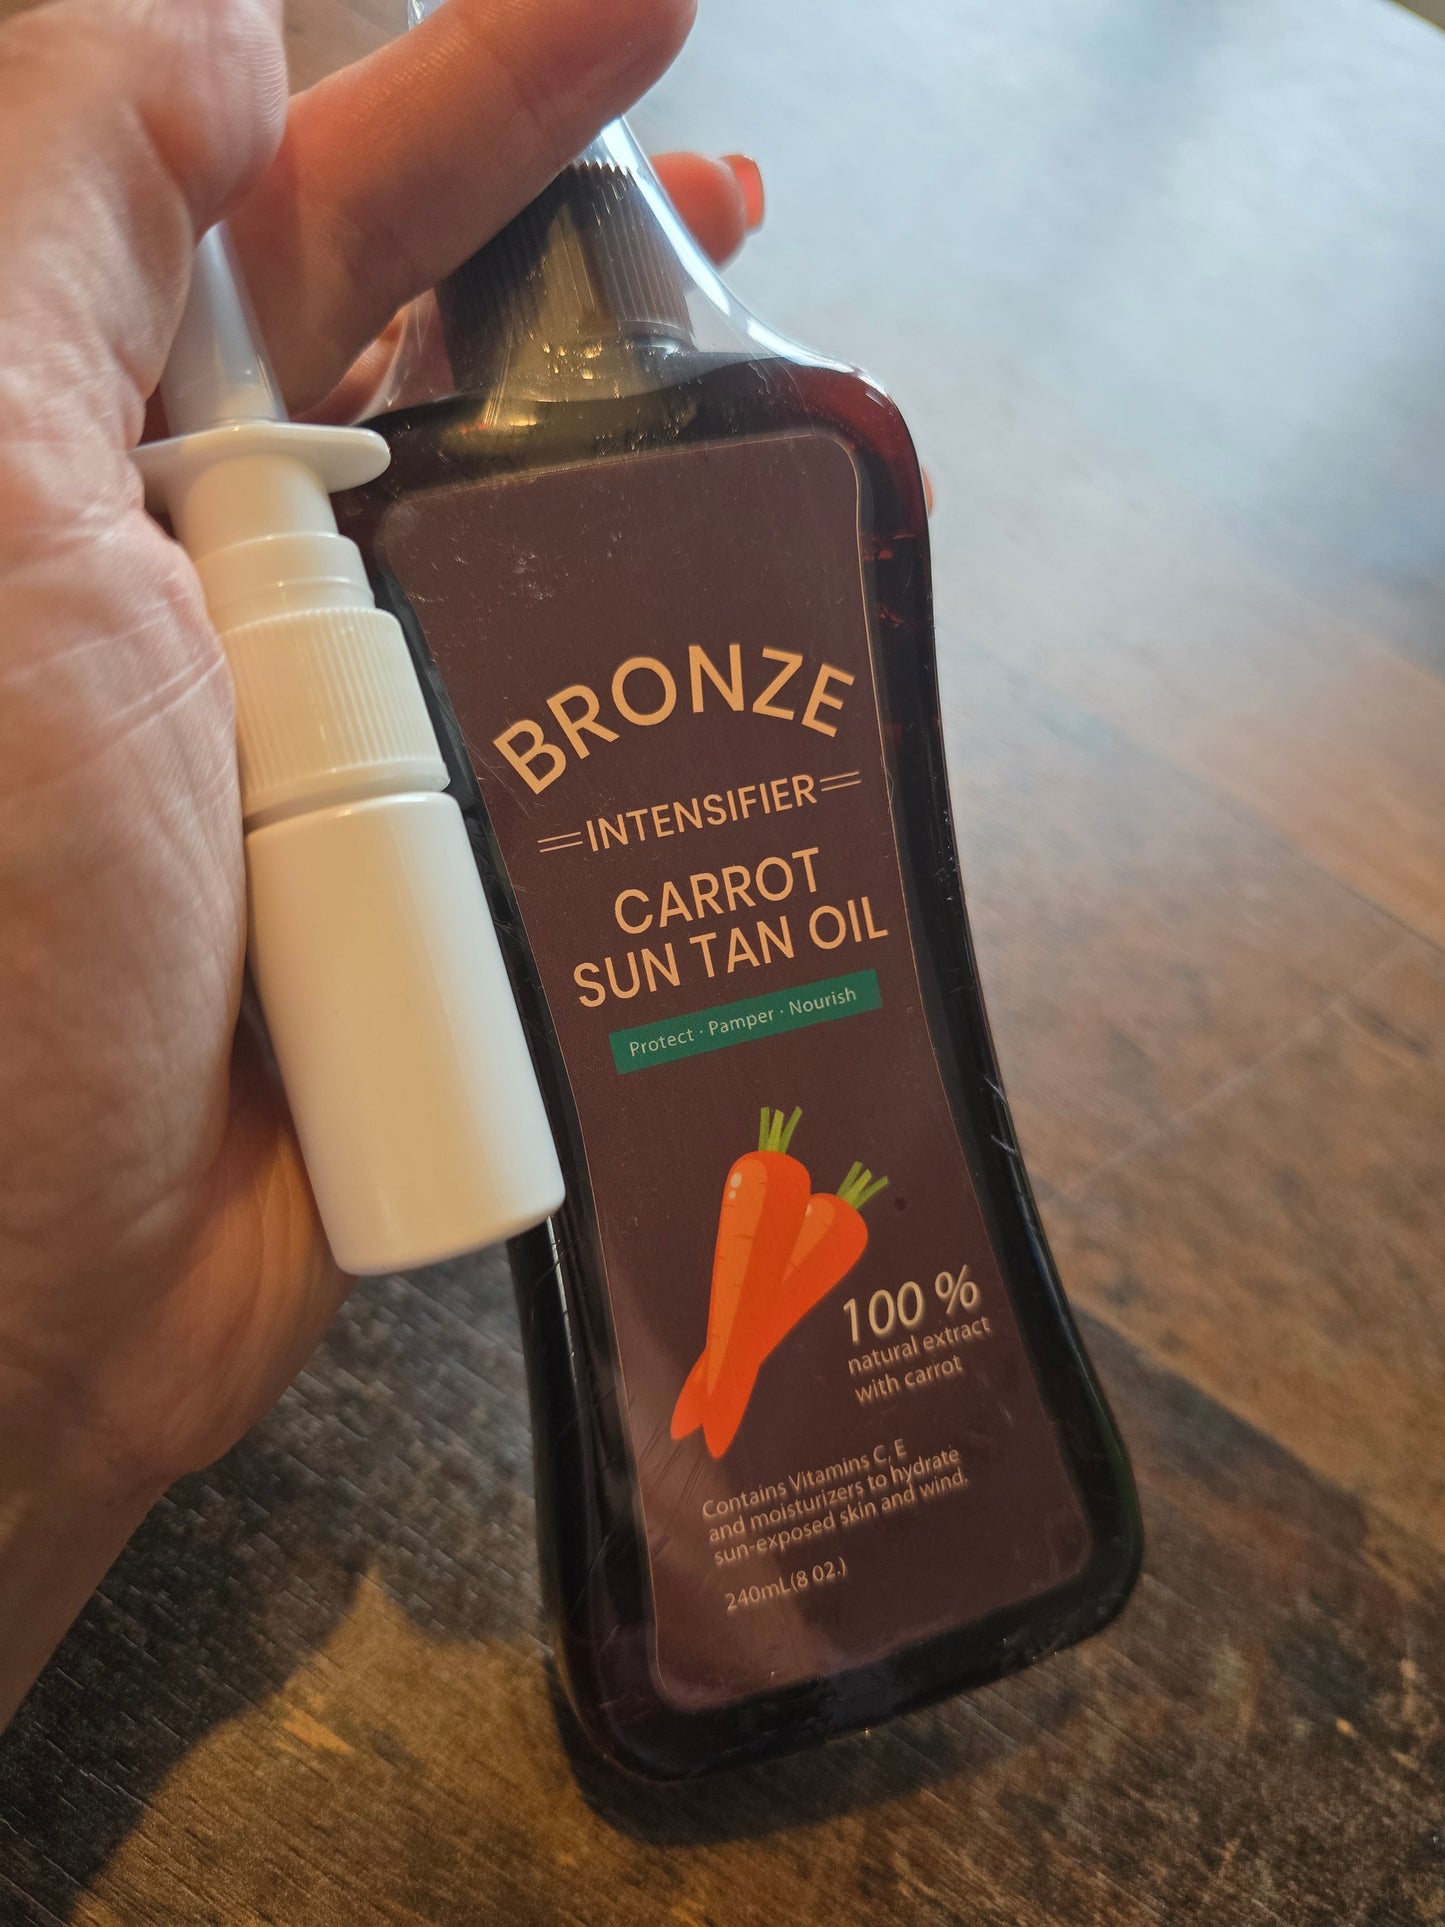 BRONZE
INTENSIFIER
CARROT
SUN TAN OIL
Protect · Pamper · Nourish
100 %
natural extract
with carrot
Contains Vitamins C, E
and moisturizers to hydrate
sun-exposed skin and wind.
240mL(8 02.)